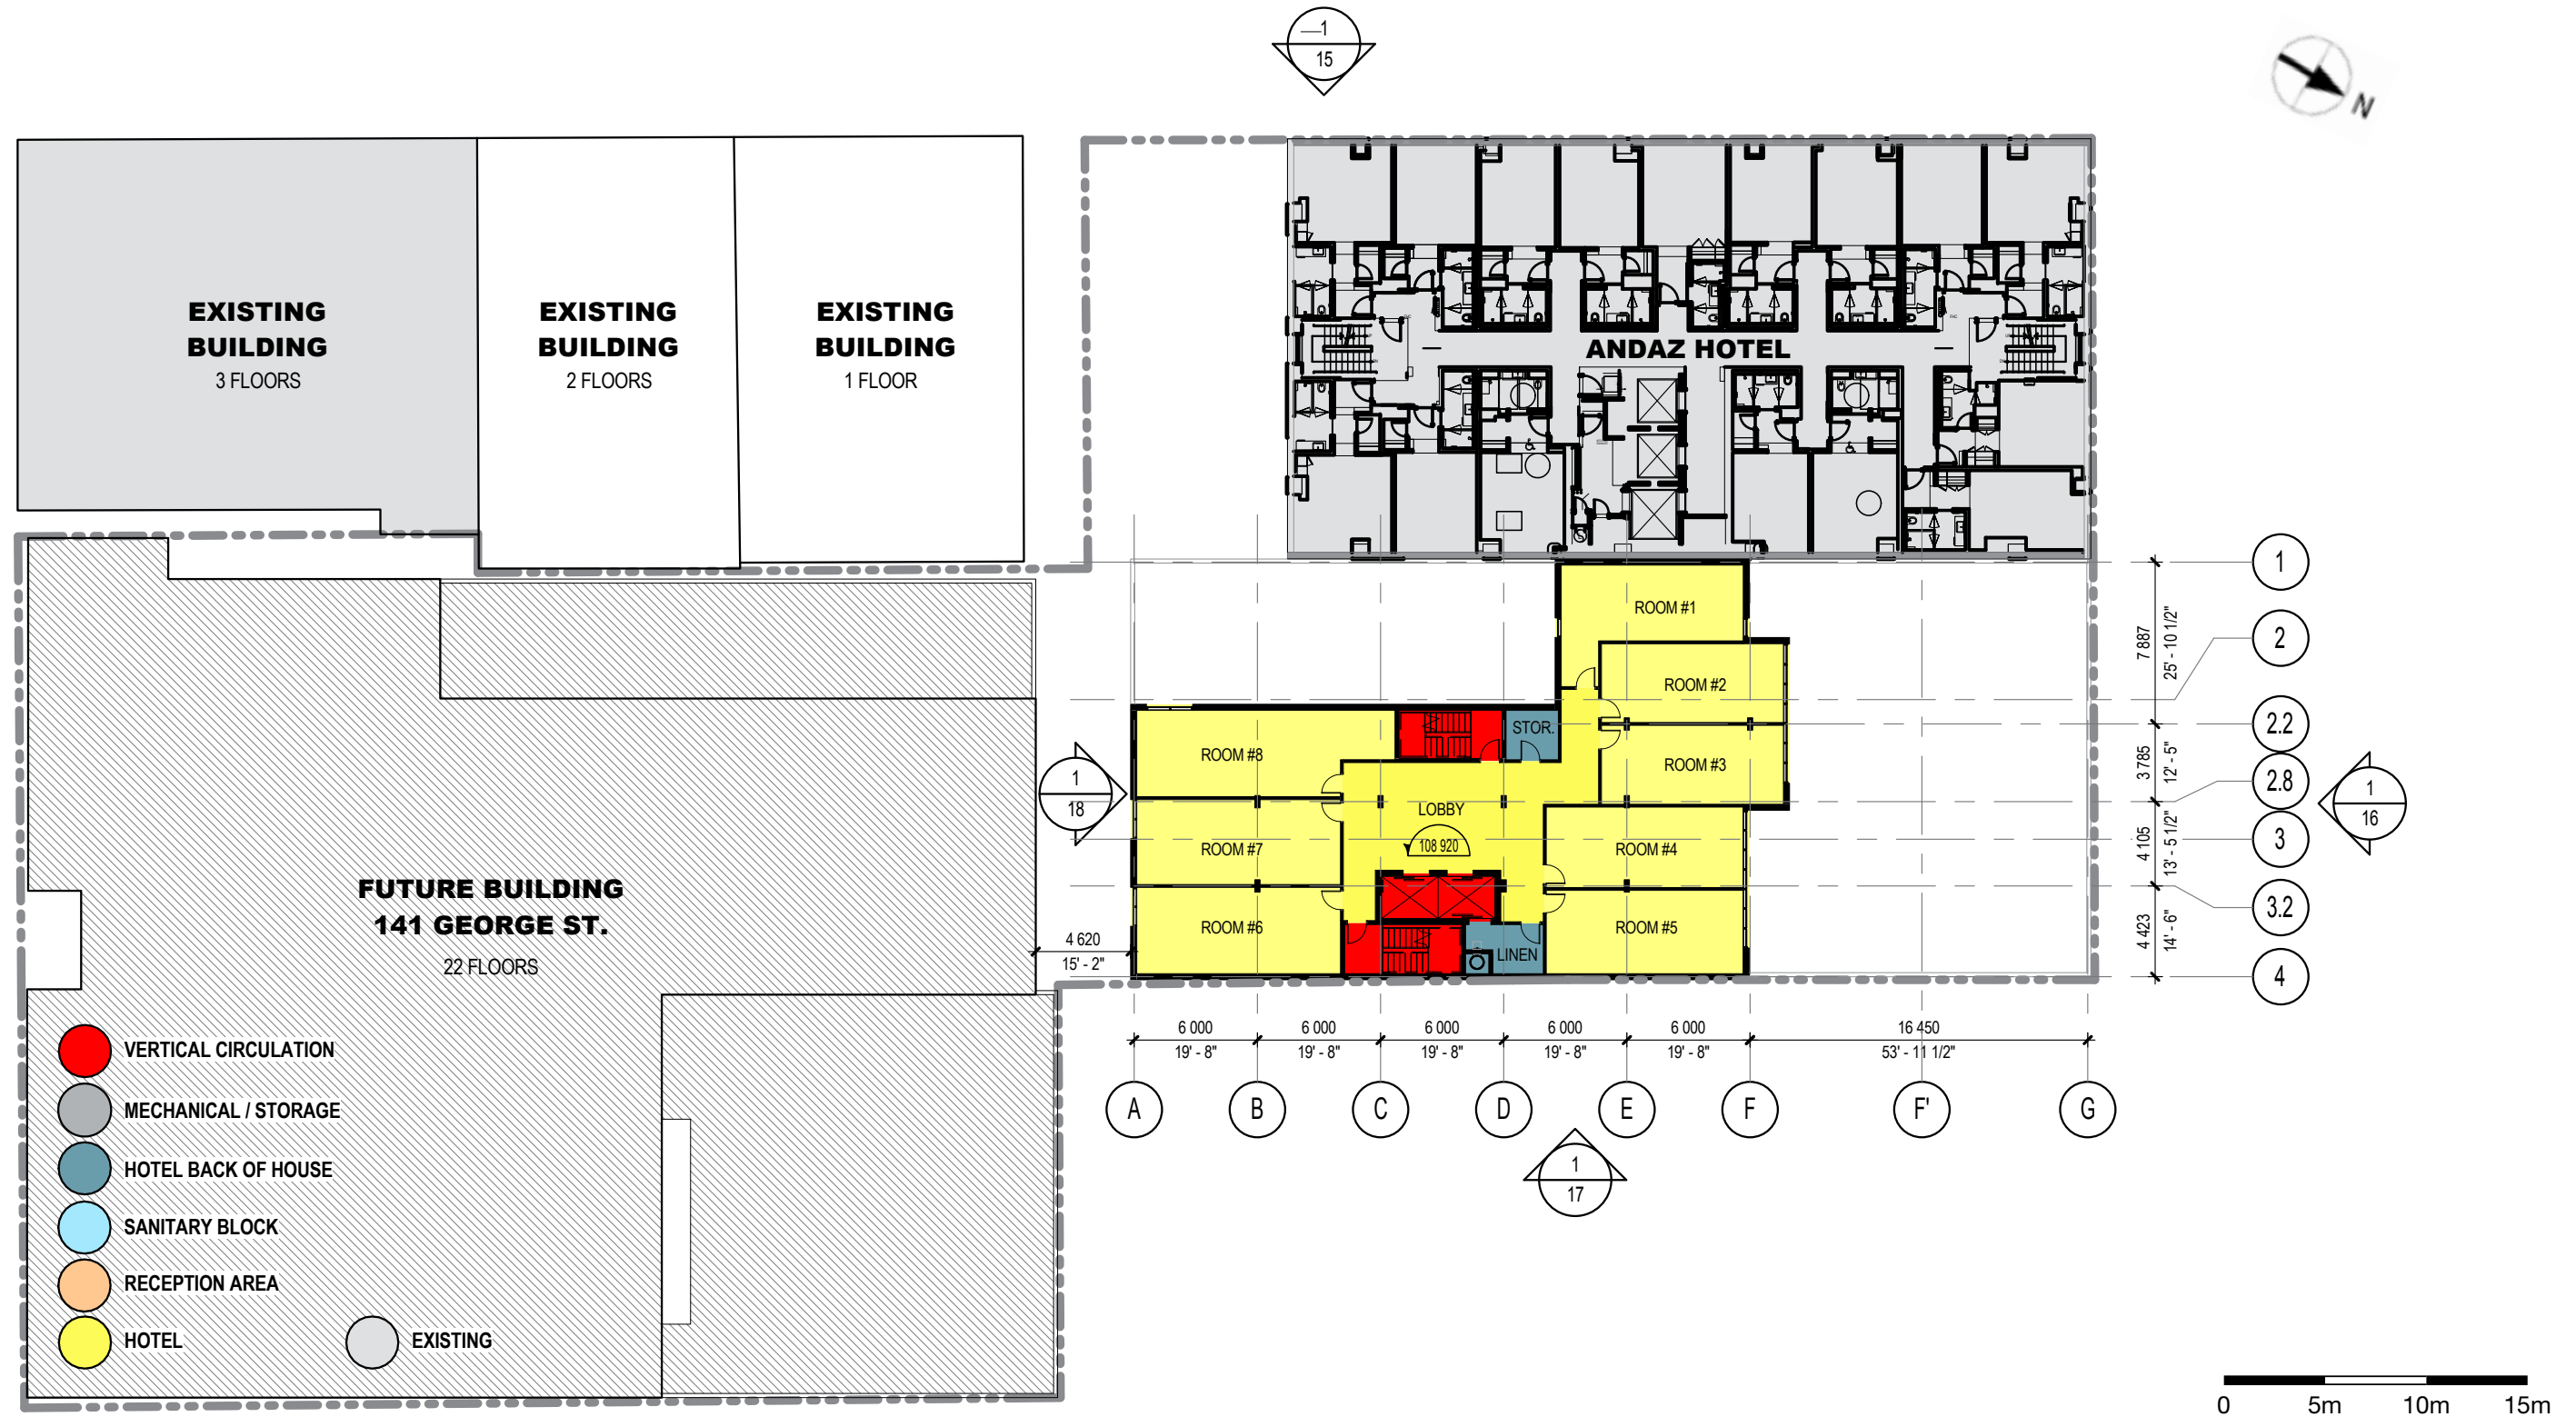 1
15
N
EXISTING
BUILDING
3 FLOORS
EXISTING
BUILDING
2 FLOORS
EXISTING
BUILDING
1 FLOOR
ANDAZ HOTEL
ROOM #1
ROOM #2
ROOM #3
ROOM #4
ROOM #5
ROOM #6
ROOM #7
ROOM #8
STOR.
LOBBY
108 920
LINEN
1
18
1
16
1
17
7 887
25' - 10 1/2"
3 785
12' - 5"
4 105
13' - 5 1/2"
4 423
14' - 6"
1
2
2.2
2.8
3
3.2
4
FUTURE BUILDING
141 GEORGE ST.
22 FLOORS
4 620
15' - 2"
6 000
19' - 8"
6 000
19' - 8"
6 000
19' - 8"
6 000
19' - 8"
6 000
19' - 8"
16 450
53' - 11 1/2"
A
B
C
D
E
F
F'
G
VERTICAL CIRCULATION
MECHANICAL / STORAGE
HOTEL BACK OF HOUSE
SANITARY BLOCK
RECEPTION AREA
HOTEL
EXISTING
0 5m 10m 15m